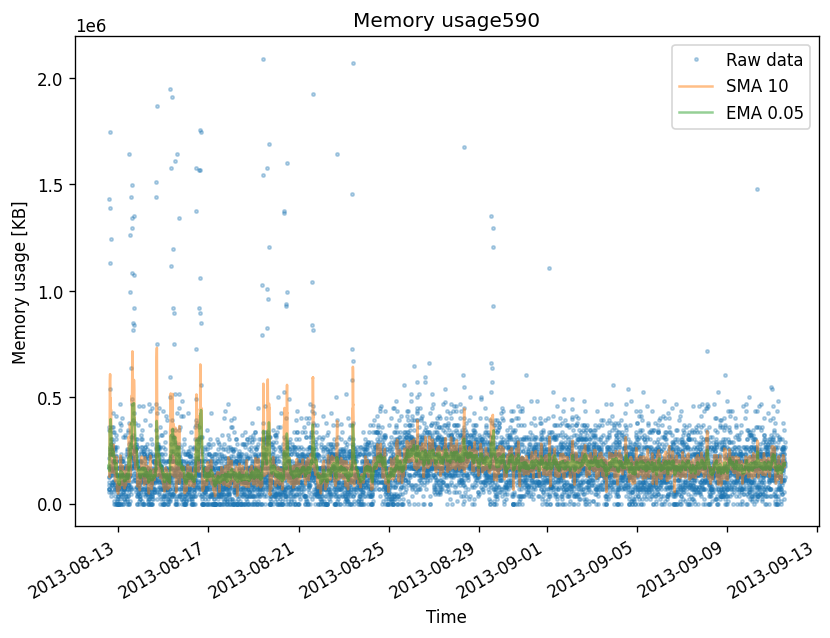 Memory usage590
1e6
Raw data
SMA 10
EMA 0.05
2.0
1.5
1.0
0.5
0.0
Memory usage [KB]
2013-08-13
2013-08-17
2013-08-21
2013-08-25
2013-08-29
2013-09-01
2013-09-05
2013-09-09
2013-09-13
Time